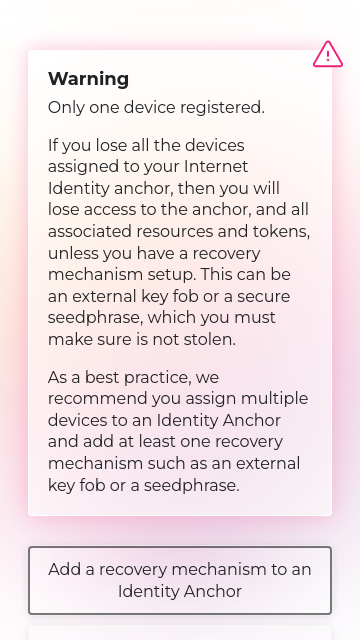 Warning
Only one device registered.
If you lose all the devices
assigned to your Internet
Identity anchor, then you will
lose access to the anchor, and all
associated resources and tokens,
unless you have a recovery
mechanism setup. This can be
an external key fob or a secure
seedphrase, which you must
make sure is not stolen.
As a best practice, we
recommend you assign multiple
devices to an Identity Anchor
and add at least one recovery
mechanism such as an external
key fob or a seedphrase.
Add a recovery mechanism to an
Identity Anchor